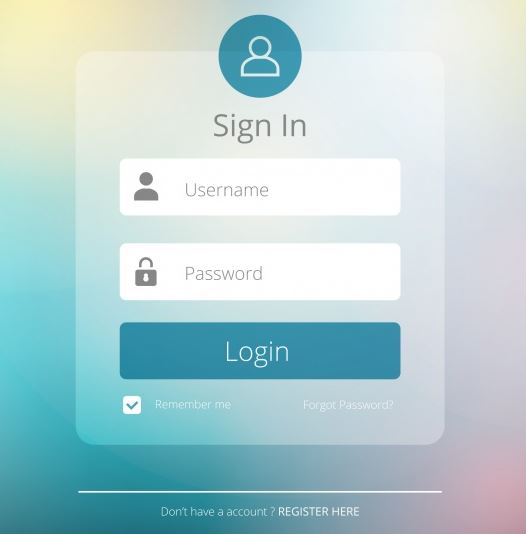 Sign In
Username
Password
Login
Remember me Forgot Password?
Don't have a account ? REGISTER HERE